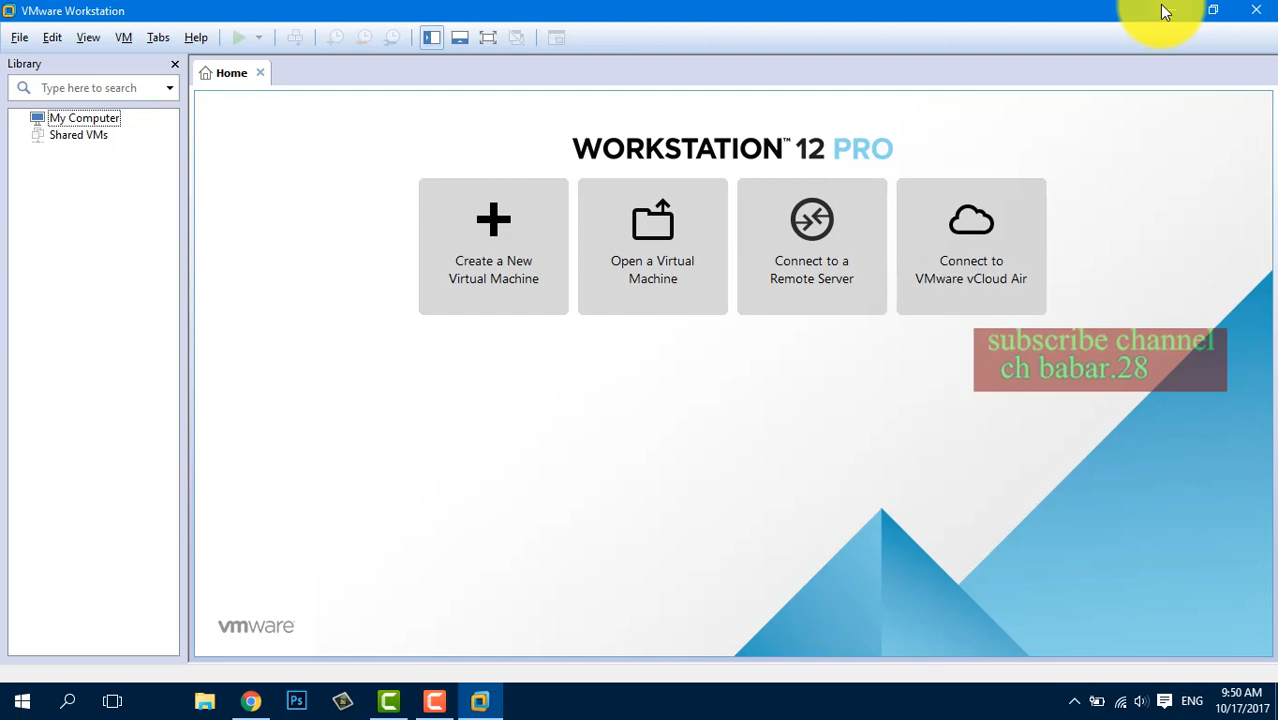 VMware Workstation
File Edit View VM Tabs Help
Library
Type here to search
My Computer
Shared VMs
Home
WORKSTATION™ 12 PRO
Create a New
Virtual Machine
Open a Virtual
Machine
Connect to a
Remote Server
Connect to
VMware vCloud Air
subscribe channel
ch babar.28
vmware
Ps
ENG
9:50 AM
10/17/2017